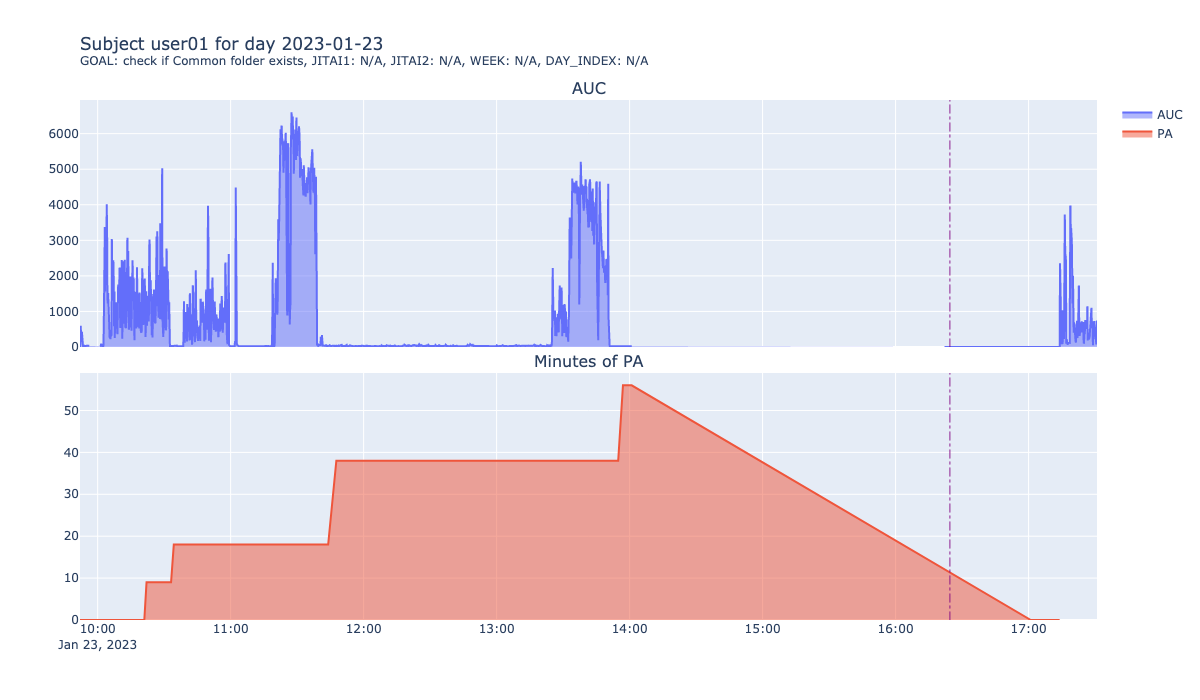 Subject user01 for day 2023-01-23
GOAL: check if Common folder exists, JITAI1: N/A, JITAI2: N/A, WEEK: N/A, DAY_INDEX: N/A
AUC
6000
5000
4000
3000
2000
1000
0
AUC
PA
Minutes of PA
50
40
30
20
10
0
10:00 11:00 12:00 13:00 14:00 15:00 16:00 17:00
Jan 23, 2023